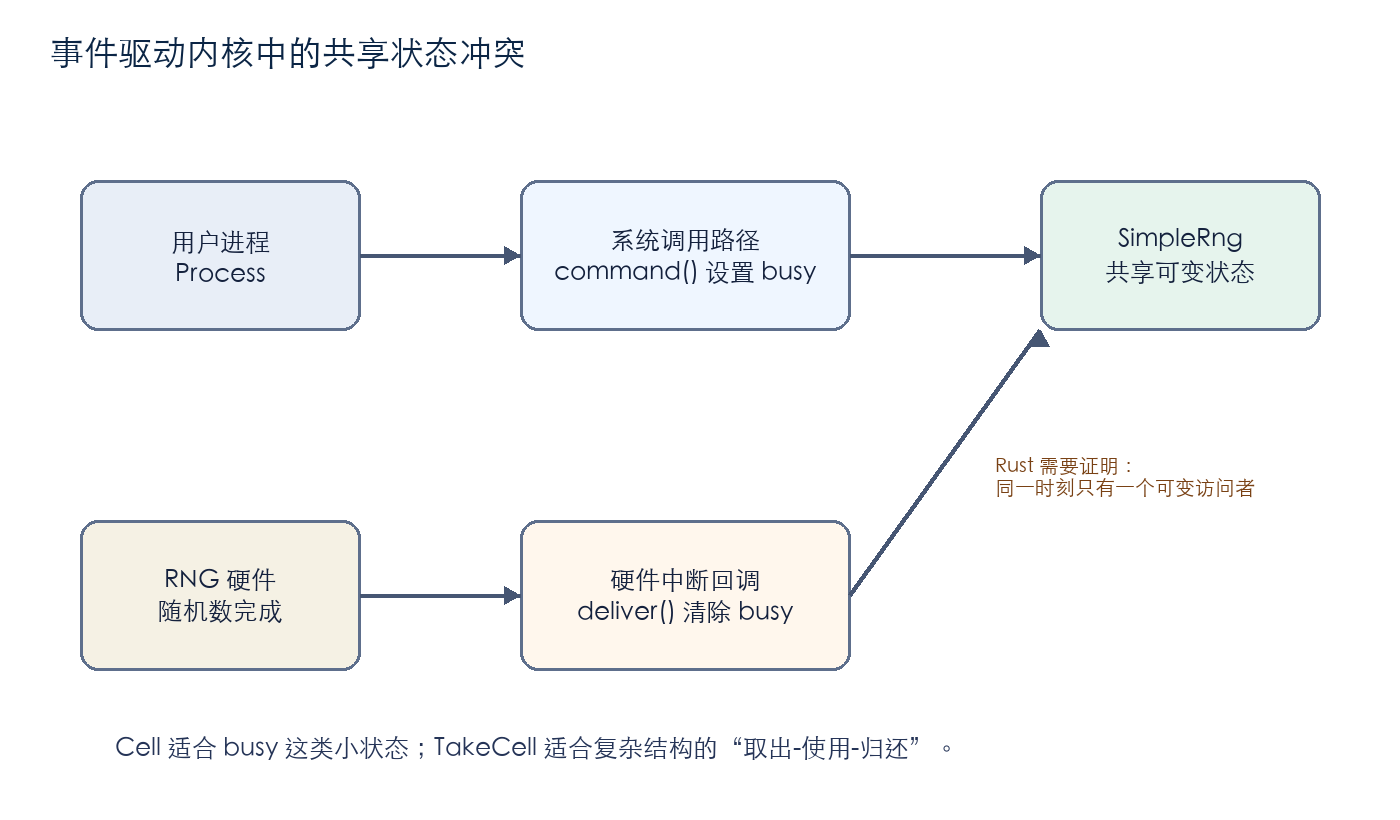 事件驱动内核中的共享状态冲突
用户进程
Process
系统调用路径
command() 设置 busy
SimpleRng
共享可变状态
Rust 需要证明：
同一时刻只有一个可变访问者
RNG 硬件
随机数完成
硬件中断回调
deliver() 清除 busy
Cell 适合 busy 这类小状态；TakeCell 适合复杂结构的“取出-使用-归还”。